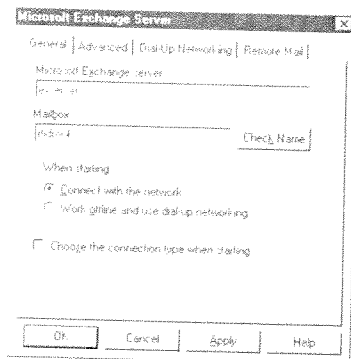 Microsoft Exchange Server
General Advanced Dial-Up Networking Remote Mail
Microsoft Exchange server
Mailbox
Check Name
When starting
Connect with the network
Work offline and use dial-up networking
Choose the connection type when starting
OK Cancel Apply Help